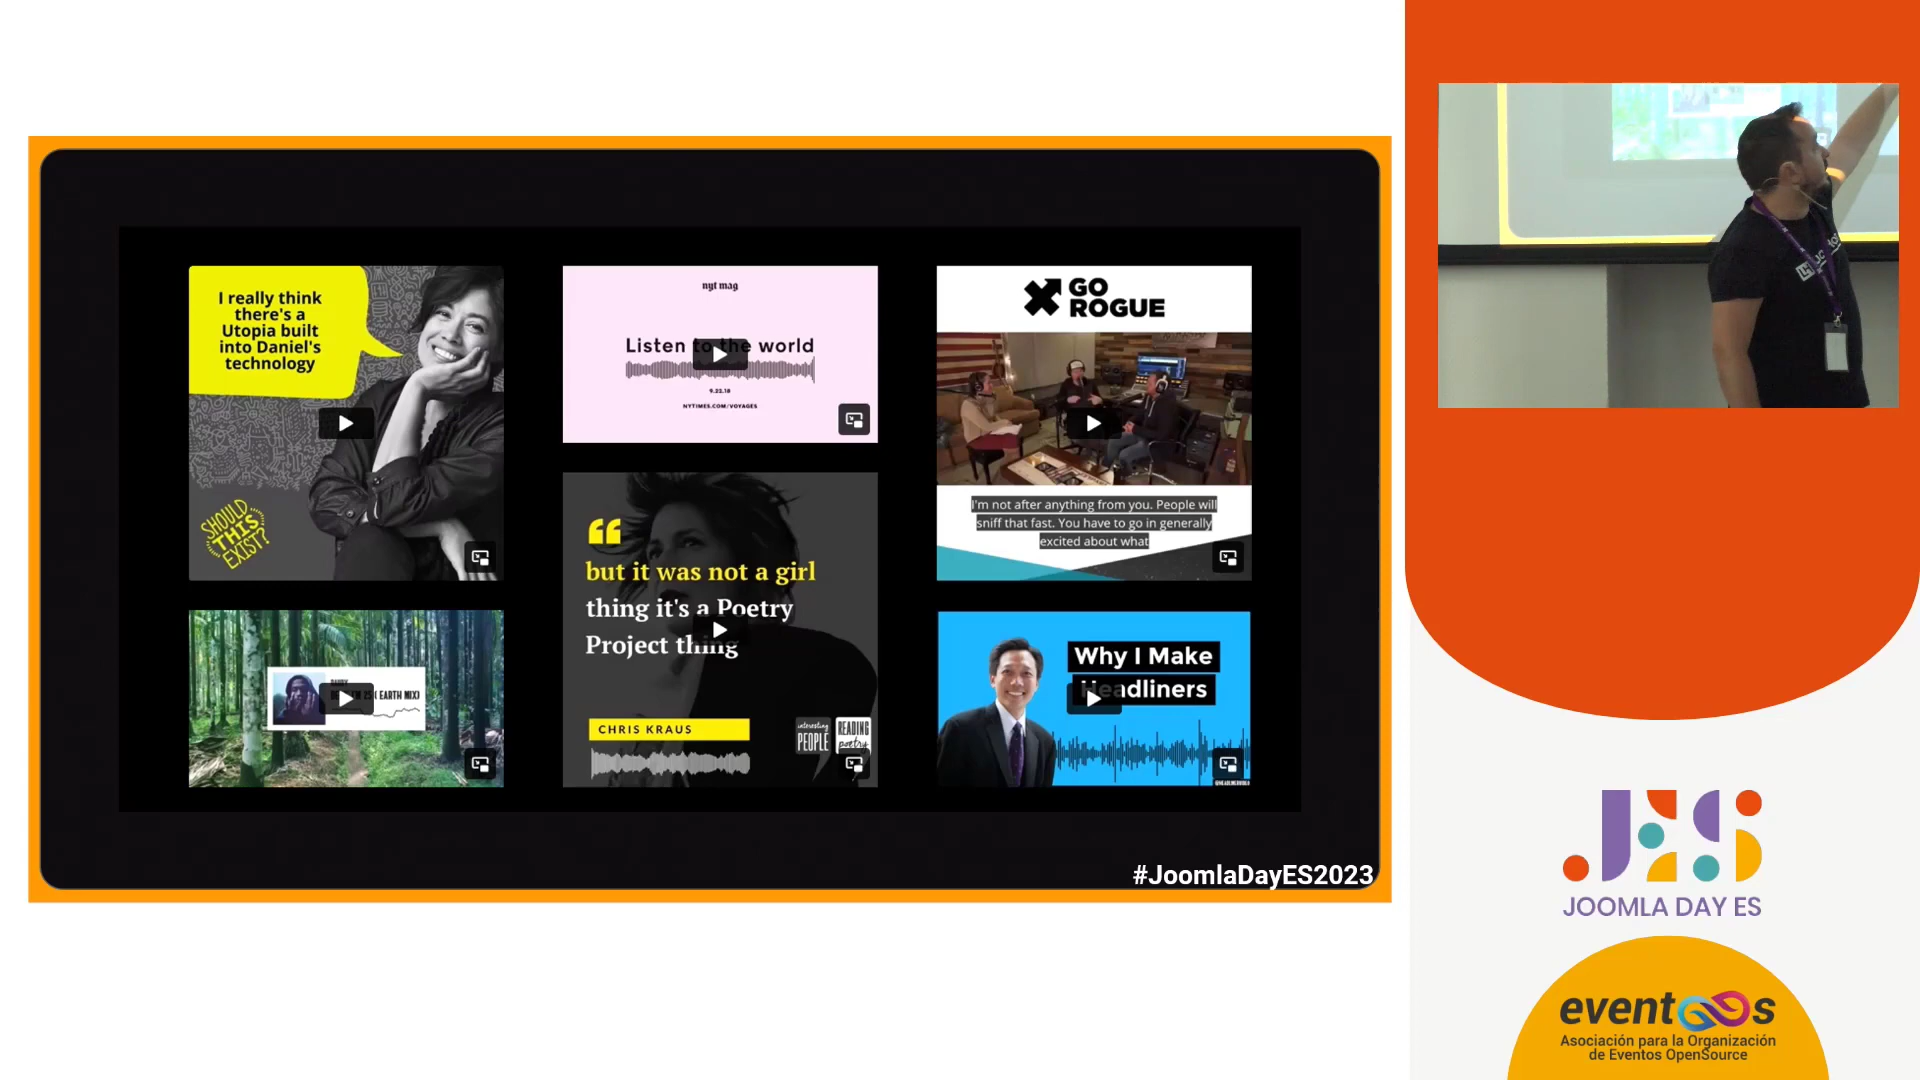 I really think
there's a
Utopia built
into Daniel's
technology
SHOULD
THIS
EXIST?
nyt mag
Listen to the world
9.23.18
NYTIMES.COM/VOYAGES
but it was not a girl
thing it's a Poetry
Project thing
CHRIS KRAUS
interesting
PEOPLE
READING
poetry
GO
ROGUE
I'm not after anything from you. People will
sniff that fast. You have to go in generally
excited about what
Why I Make
Headliners
#JoomlaDayES2023
JES
JOOMLA DAY ES
eventoos
Asociación para la Organización
de Eventos OpenSource